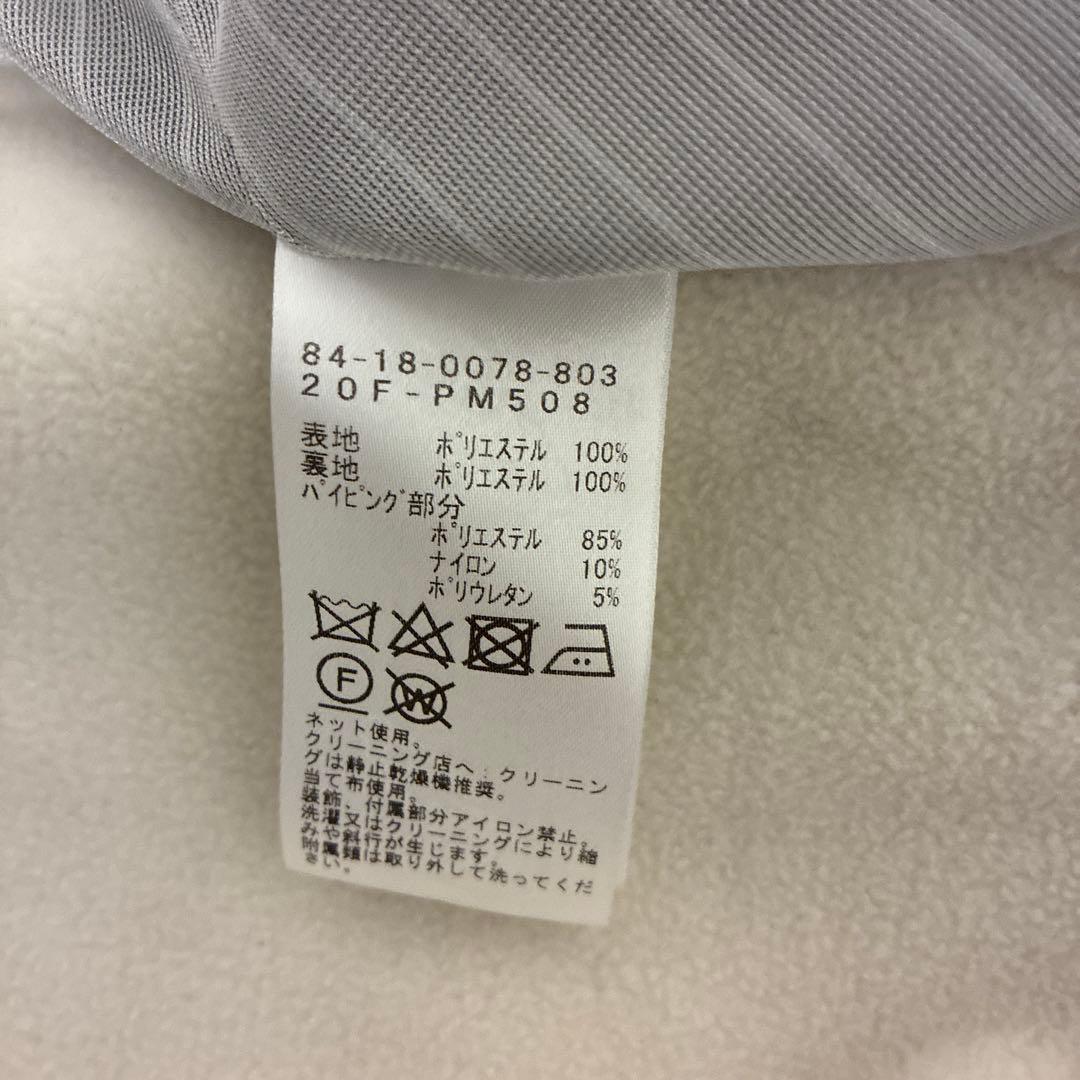 84-18-0078-803
20F-PM508
表地 ポリエステル 100%
裏地 ポリエステル 100%
パイピング部分
ポリエステル 85%
ナイロン 10%
ポリウレタン 5%
F W
ネット使用。
クリーニング店へ:クリーニン
グは静止乾燥機推奨。
当て布使用。
装飾、付属部分アイロン禁止。
洗濯又はクリーニングにより縮
みや斜行が生じます。
附属類は取り外して洗ってくだ
さい。